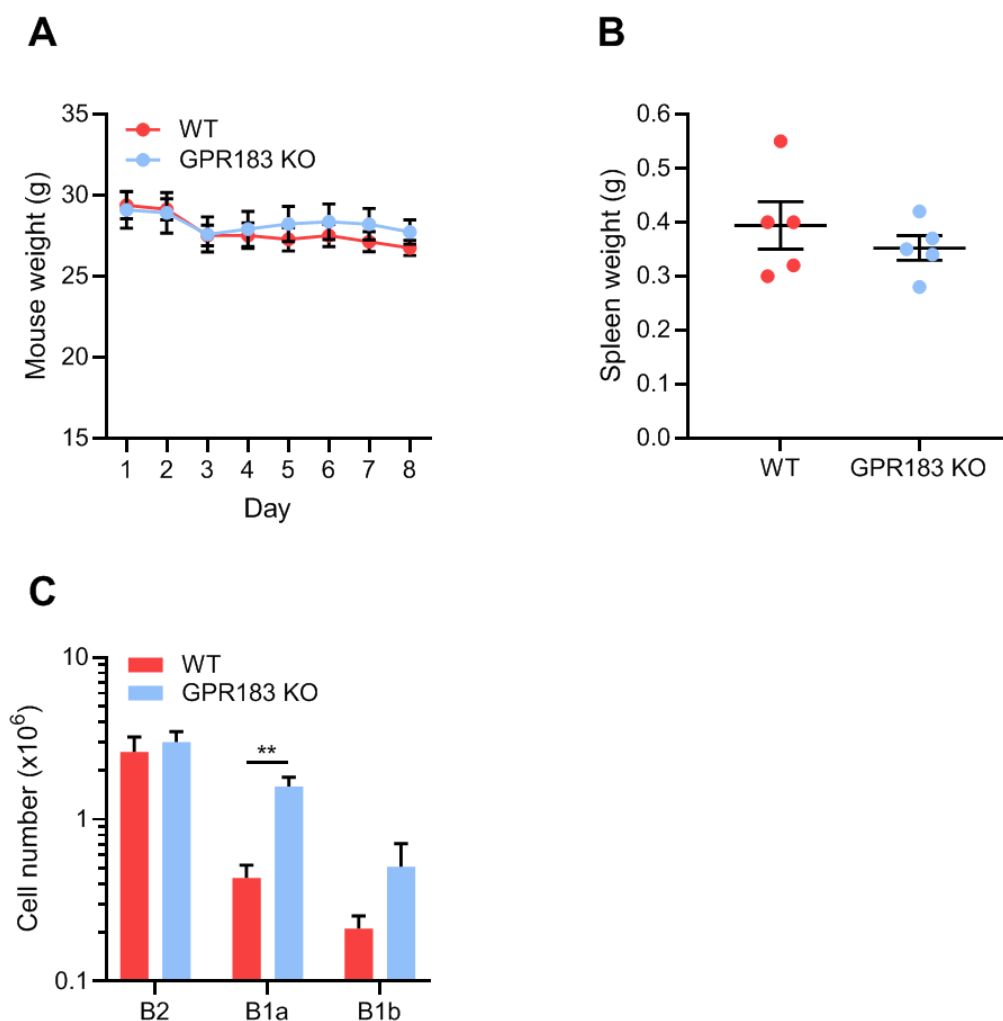 A
35
30
25
20
15
Mouse weight (g)
WT
GPR183 KO
1 2 3 4 5 6 7 8
Day
B
0.6
0.5
0.4
0.3
0.2
0.1
0.0
Spleen weight (g)
WT GPR183 KO
C
10
1
0.1
Cell number (x10⁶)
WT
GPR183 KO
**
B2 B1a B1b